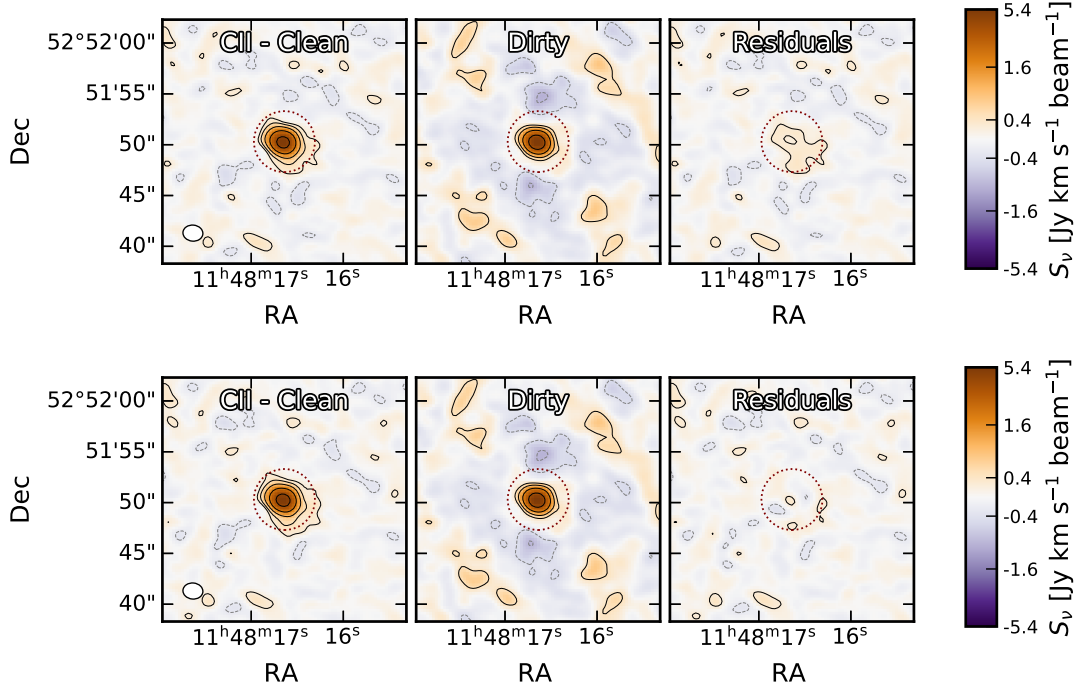 CII - Clean Dirty Residuals
52°52'00"
51'55"
50"
45"
40"
Dec
11ʰ48ᵐ17ˢ 16ˢ 11ʰ48ᵐ17ˢ 16ˢ 11ʰ48ᵐ17ˢ 16ˢ
RA RA RA
5.4
1.6
0.4
-0.4
-1.6
-5.4
Sν [Jy km s⁻¹ beam⁻¹]
CII - Clean Dirty Residuals
52°52'00"
51'55"
50"
45"
40"
Dec
11ʰ48ᵐ17ˢ 16ˢ 11ʰ48ᵐ17ˢ 16ˢ 11ʰ48ᵐ17ˢ 16ˢ
RA RA RA
5.4
1.6
0.4
-0.4
-1.6
-5.4
Sν [Jy km s⁻¹ beam⁻¹]